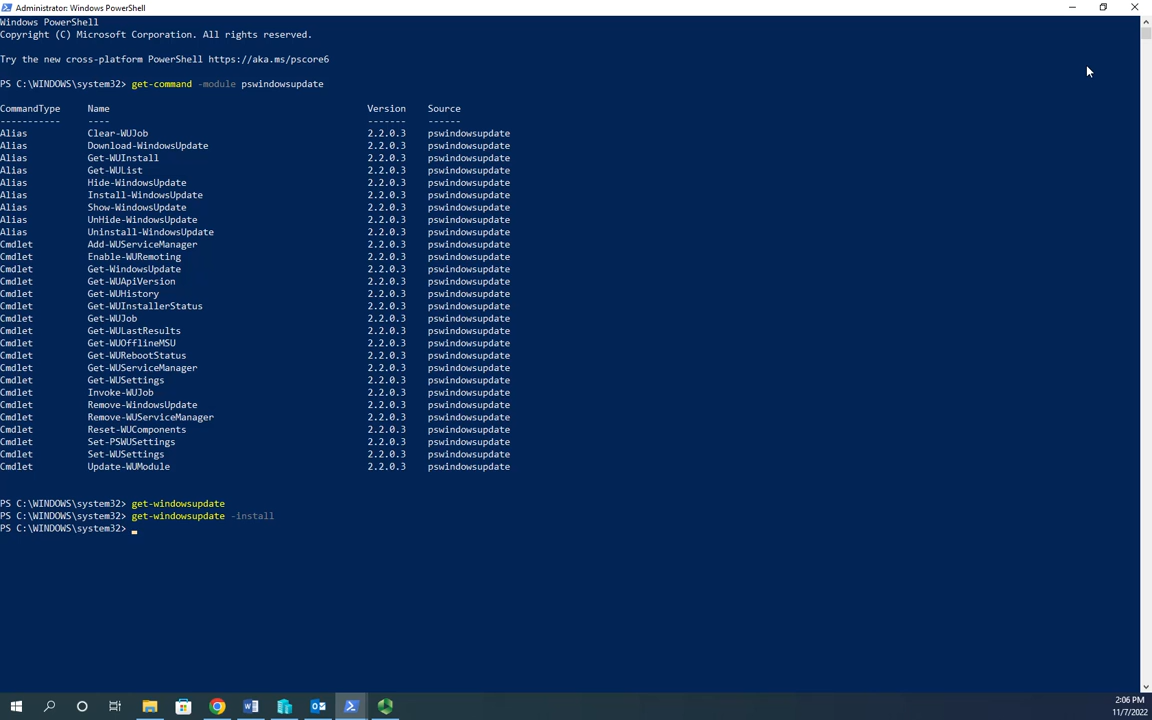 Administrator: Windows PowerShell
Windows PowerShell
Copyright (C) Microsoft Corporation. All rights reserved.
Try the new cross-platform PowerShell https://aka.ms/pscore6
PS C:\WINDOWS\system32> get-command -module pswindowsupdate
CommandType Name Version Source
----------- ---- ------- ------
Alias Clear-WUJob 2.2.0.3 pswindowsupdate
Alias Download-WindowsUpdate 2.2.0.3 pswindowsupdate
Alias Get-WUInstall 2.2.0.3 pswindowsupdate
Alias Get-WUList 2.2.0.3 pswindowsupdate
Alias Hide-WindowsUpdate 2.2.0.3 pswindowsupdate
Alias Install-WindowsUpdate 2.2.0.3 pswindowsupdate
Alias Show-WindowsUpdate 2.2.0.3 pswindowsupdate
Alias UnHide-WindowsUpdate 2.2.0.3 pswindowsupdate
Alias Uninstall-WindowsUpdate 2.2.0.3 pswindowsupdate
Cmdlet Add-WUServiceManager 2.2.0.3 pswindowsupdate
Cmdlet Enable-WURemoting 2.2.0.3 pswindowsupdate
Cmdlet Get-WindowsUpdate 2.2.0.3 pswindowsupdate
Cmdlet Get-WUApiVersion 2.2.0.3 pswindowsupdate
Cmdlet Get-WUHistory 2.2.0.3 pswindowsupdate
Cmdlet Get-WUInstallerStatus 2.2.0.3 pswindowsupdate
Cmdlet Get-WUJob 2.2.0.3 pswindowsupdate
Cmdlet Get-WULastResults 2.2.0.3 pswindowsupdate
Cmdlet Get-WUOfflineMSU 2.2.0.3 pswindowsupdate
Cmdlet Get-WURebootStatus 2.2.0.3 pswindowsupdate
Cmdlet Get-WUServiceManager 2.2.0.3 pswindowsupdate
Cmdlet Get-WUSettings 2.2.0.3 pswindowsupdate
Cmdlet Invoke-WUJob 2.2.0.3 pswindowsupdate
Cmdlet Remove-WindowsUpdate 2.2.0.3 pswindowsupdate
Cmdlet Remove-WUServiceManager 2.2.0.3 pswindowsupdate
Cmdlet Reset-WUComponents 2.2.0.3 pswindowsupdate
Cmdlet Set-PSWUSettings 2.2.0.3 pswindowsupdate
Cmdlet Set-WUSettings 2.2.0.3 pswindowsupdate
Cmdlet Update-WUModule 2.2.0.3 pswindowsupdate
PS C:\WINDOWS\system32> get-windowsupdate
PS C:\WINDOWS\system32> get-windowsupdate -install
PS C:\WINDOWS\system32> _
2:06 PM
11/7/2022